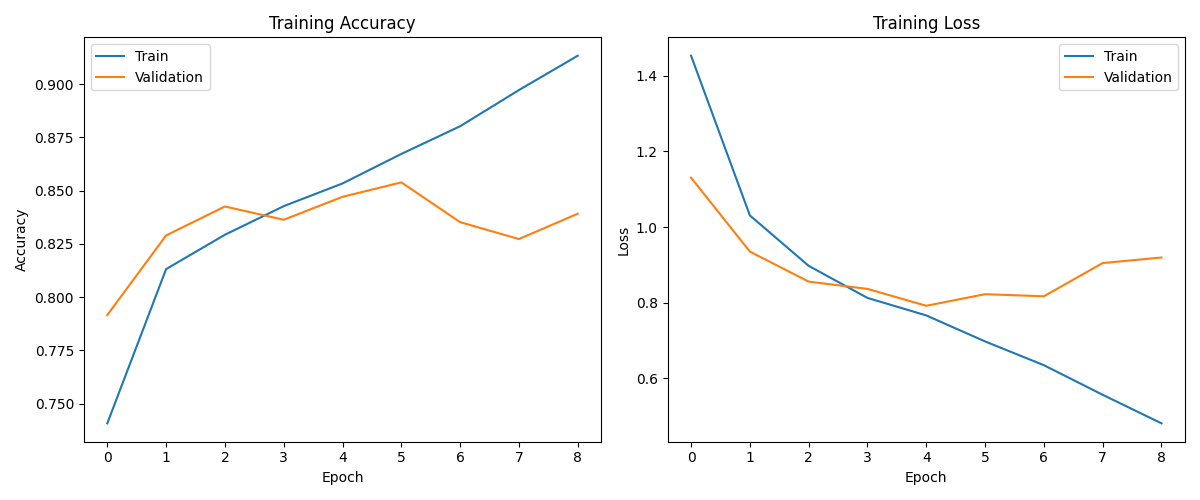 Training Accuracy
Train
Validation
0.900
0.875
0.850
0.825
0.800
0.775
0.750
Accuracy
0 1 2 3 4 5 6 7 8
Epoch
Training Loss
Train
Validation
1.4
1.2
1.0
0.8
0.6
Loss
0 1 2 3 4 5 6 7 8
Epoch